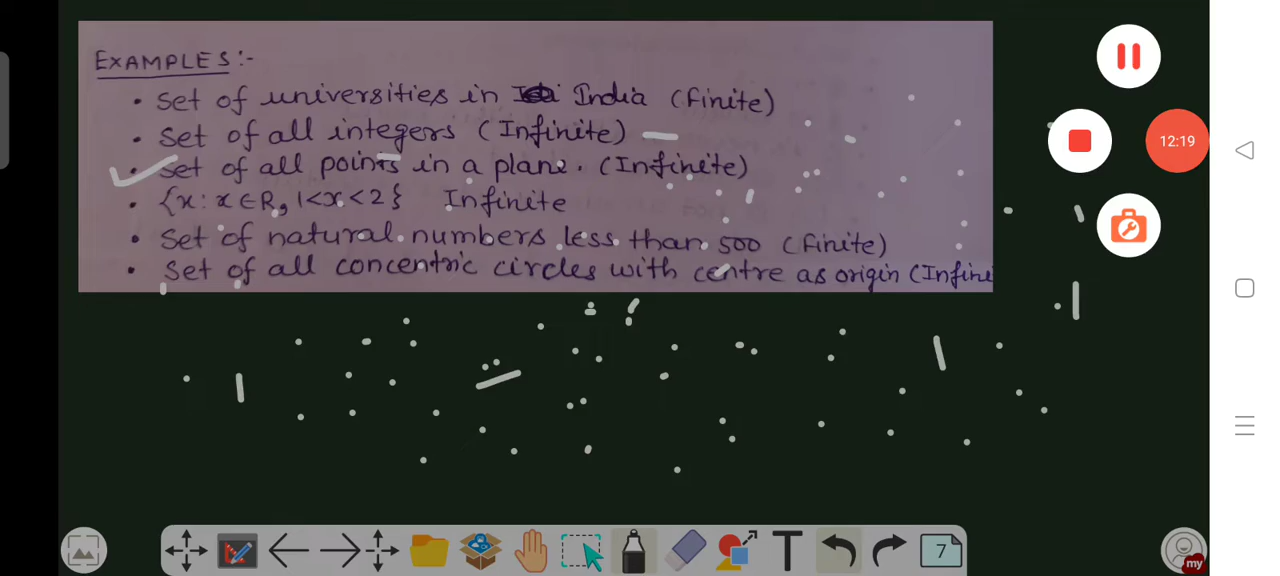 EXAMPLES :-
• Set of universities in India (Finite)
• Set of all integers (Infinite)
• Set of all points in a plane. (Infinite)
• {x : x ∈ R, 1 < x < 2} Infinite
• Set of natural numbers less than 500 (Finite)
• Set of all concentric circles with centre as origin (Infini
12:19
T
7
my